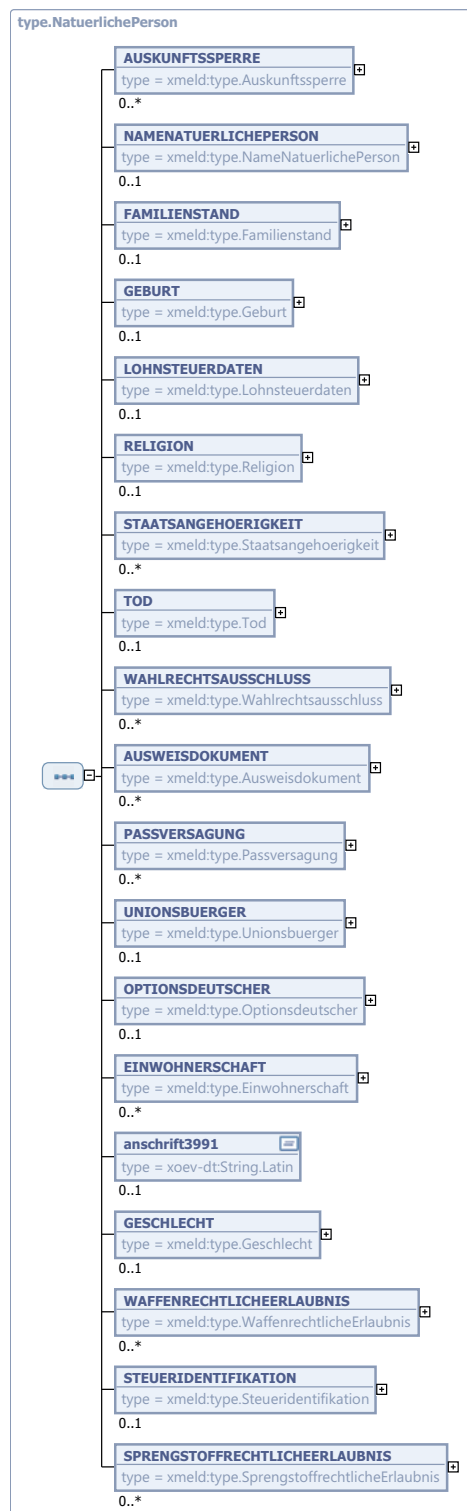 type.NatuerlichePerson
AUSKUNFTSSPERRE
type = xmeld:type.Auskunftssperre
0..*
NAMENATUERLICHEPERSON
type = xmeld:type.NameNatuerlichePerson
0..1
FAMILIENSTAND
type = xmeld:type.Familienstand
0..1
GEBURT
type = xmeld:type.Geburt
0..1
LOHNSTEUERDATEN
type = xmeld:type.Lohnsteuerdaten
0..1
RELIGION
type = xmeld:type.Religion
0..1
STAATSANGEHOERIGKEIT
type = xmeld:type.Staatsangehoerigkeit
0..*
TOD
type = xmeld:type.Tod
0..1
WAHLRECHTSAUSSCHLUSS
type = xmeld:type.Wahlrechtsausschluss
0..*
AUSWEISDOKUMENT
type = xmeld:type.Ausweisdokument
0..*
PASSVERSAGUNG
type = xmeld:type.Passversagung
0..*
UNIONSBUERGER
type = xmeld:type.Unionsbuerger
0..1
OPTIONSDEUTSCHER
type = xmeld:type.Optionsdeutscher
0..1
EINWOHNERSCHAFT
type = xmeld:type.Einwohnerschaft
0..*
anschrift3991
type = xoev-dt:String.Latin
0..1
GESCHLECHT
type = xmeld:type.Geschlecht
0..1
WAFFENRECHTLICHEERLAUBNIS
type = xmeld:type.WaffenrechtlicheErlaubnis
0..*
STEUERIDENTIFIKATION
type = xmeld:type.Steueridentifikation
0..1
SPRENGSTOFFRECHTLICHEERLAUBNIS
type = xmeld:type.SprengstoffrechtlicheErlaubnis
0..*